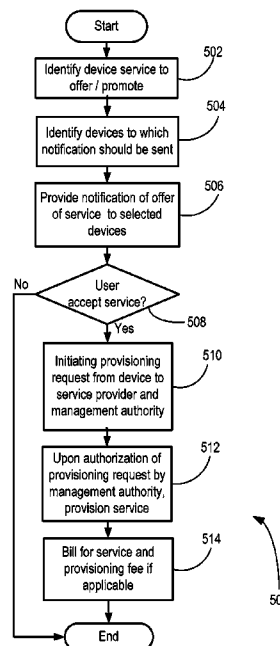 Start
502
Identify device service to
offer / promote
504
Identify devices to which
notification should be sent
506
Provide notification of offer
of service to selected
devices
User
accept service?
508
No
Yes
510
Initiating provisioning
request from device to
service provider and
management authority
512
Upon authorization of
provisioning request by
management authority,
provision service
514
Bill for service and
provisioning fee if
applicable
End